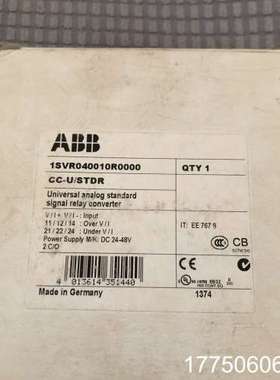 ABB
1SVR040010R0000
QTY 1
CC-U/STDR
Universal analog standard
signal relay converter
V / I + V / I - : Input
11 / 12 / 14 : Over V / I
21 / 22 / 24 : Under V / I
Power Supply M/K: DC 24-48V
2 C/O
IT: EE 767 9
CB
4 013614 351440
Made in Germany
1374
17750606